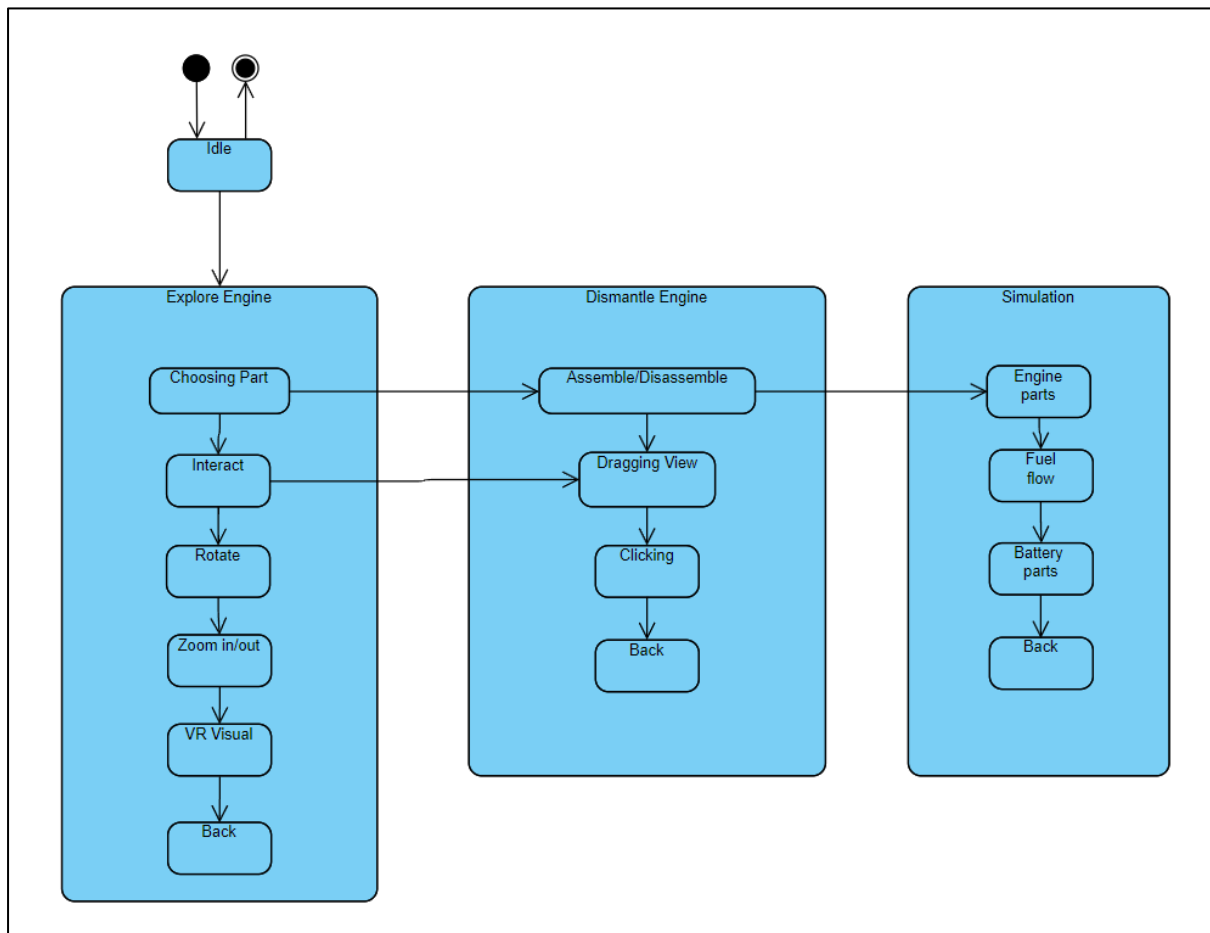 Idle
Explore Engine
Choosing Part
Interact
Rotate
Zoom in/out
VR Visual
Back
Dismantle Engine
Assemble/Disassemble
Dragging View
Clicking
Back
Simulation
Engine
parts
Fuel
flow
Battery
parts
Back